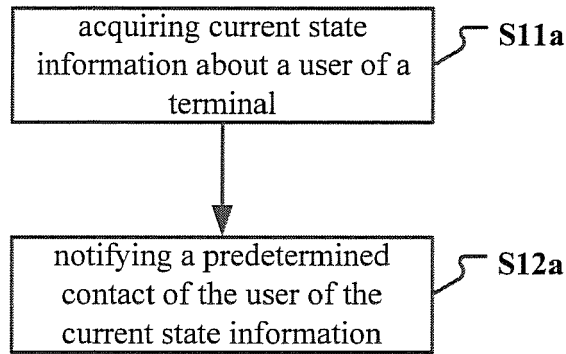 acquiring current state
information about a user of a
terminal
S11a
notifying a predetermined
contact of the user of the
current state information
S12a